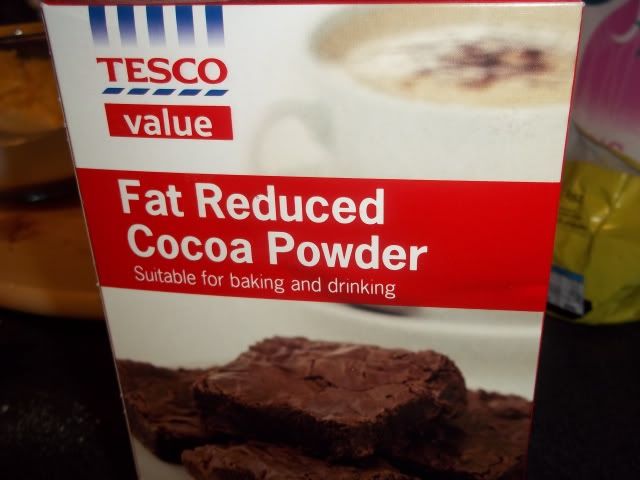 TESCO
value
Fat Reduced
Cocoa Powder
Suitable for baking and drinking